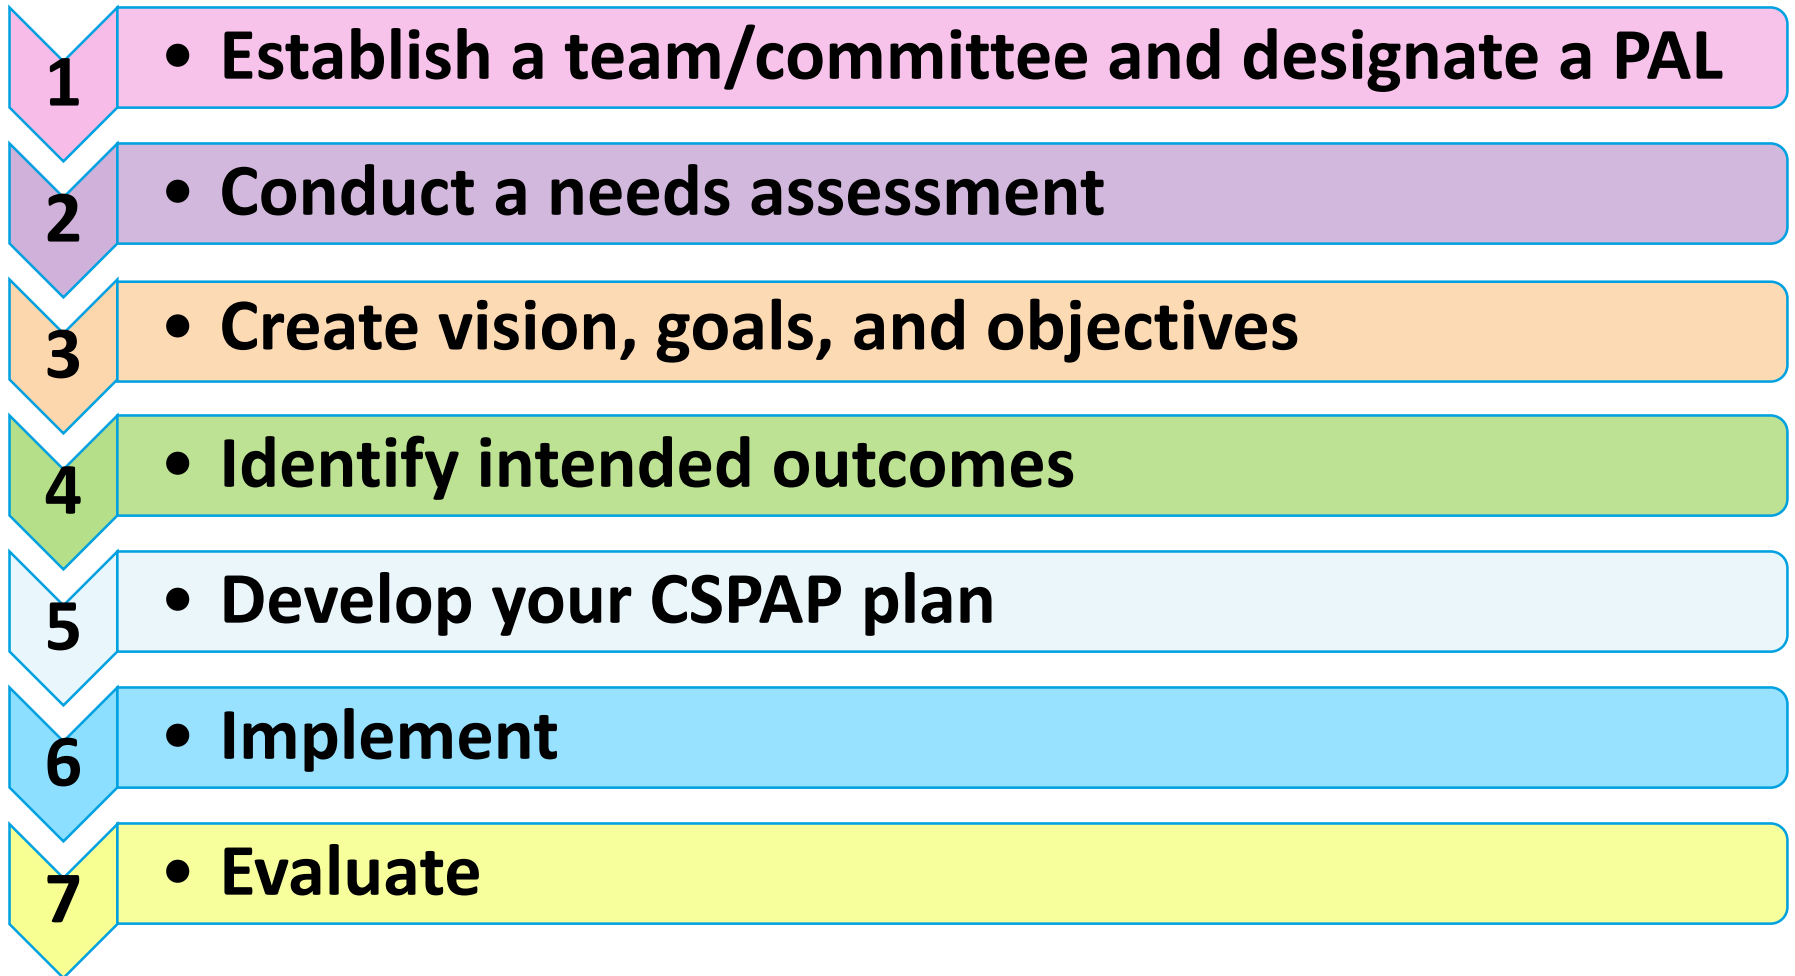 1 • Establish a team/committee and designate a PAL
2 • Conduct a needs assessment
3 • Create vision, goals, and objectives
4 • Identify intended outcomes
5 • Develop your CSPAP plan
6 • Implement
7 • Evaluate